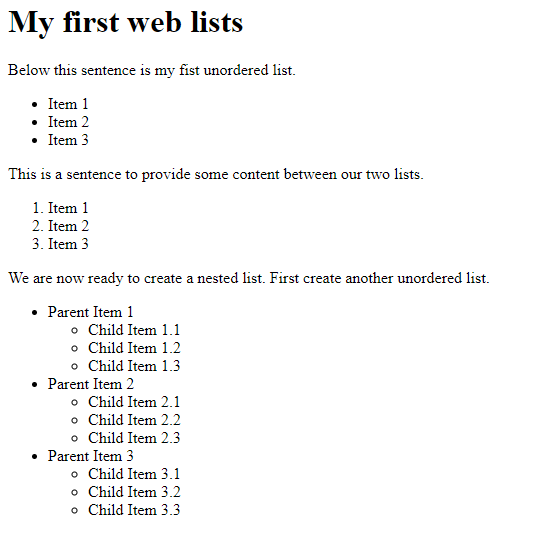 My first web lists
Below this sentence is my fist unordered list.
• Item 1
• Item 2
• Item 3
This is a sentence to provide some content between our two lists.
1. Item 1
2. Item 2
3. Item 3
We are now ready to create a nested list. First create another unordered list.
• Parent Item 1
◦ Child Item 1.1
◦ Child Item 1.2
◦ Child Item 1.3
• Parent Item 2
◦ Child Item 2.1
◦ Child Item 2.2
◦ Child Item 2.3
• Parent Item 3
◦ Child Item 3.1
◦ Child Item 3.2
◦ Child Item 3.3